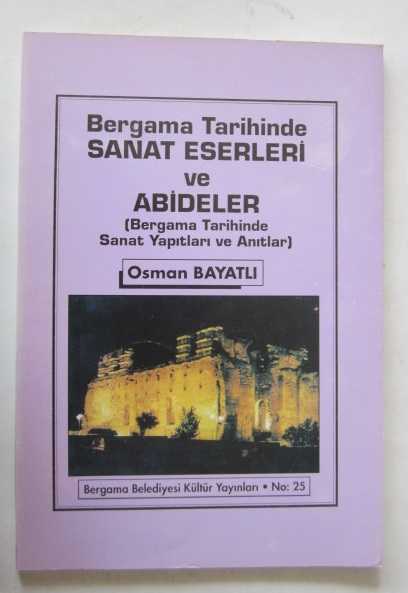 Bergama Tarihinde
SANAT ESERLERİ
ve
ABİDELER
(Bergama Tarihinde
Sanat Yapıtları ve Anıtlar)
Osman BAYATLI
Bergama Belediyesi Kültür Yayınları • No: 25